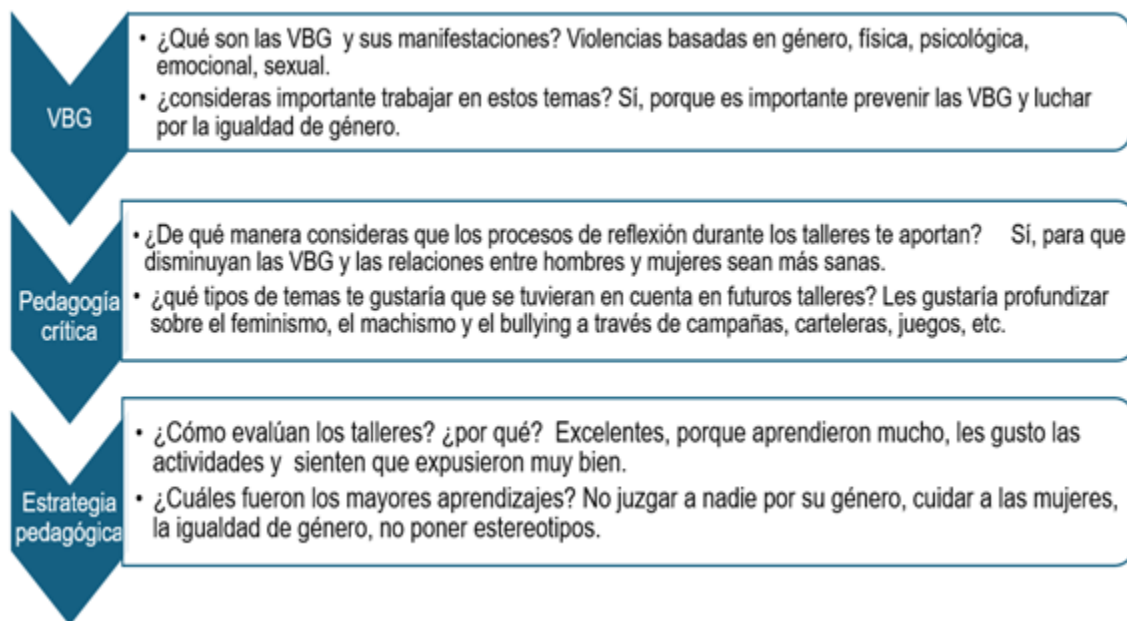 VBG
• ¿Qué son las VBG y sus manifestaciones? Violencias basadas en género, física, psicológica,
emocional, sexual.
• ¿consideras importante trabajar en estos temas? Sí, porque es importante prevenir las VBG y luchar
por la igualdad de género.
Pedagogía
crítica
• ¿De qué manera consideras que los procesos de reflexión durante los talleres te aportan? Sí, para que
disminuyan las VBG y las relaciones entre hombres y mujeres sean más sanas.
• ¿qué tipos de temas te gustaría que se tuvieran en cuenta en futuros talleres? Les gustaría profundizar
sobre el feminismo, el machismo y el bullying a través de campañas, carteleras, juegos, etc.
Estrategia
pedagógica
• ¿Cómo evalúan los talleres? ¿por qué? Excelentes, porque aprendieron mucho, les gusto las
actividades y sienten que expusieron muy bien.
• ¿Cuáles fueron los mayores aprendizajes? No juzgar a nadie por su género, cuidar a las mujeres,
la igualdad de género, no poner estereotipos.